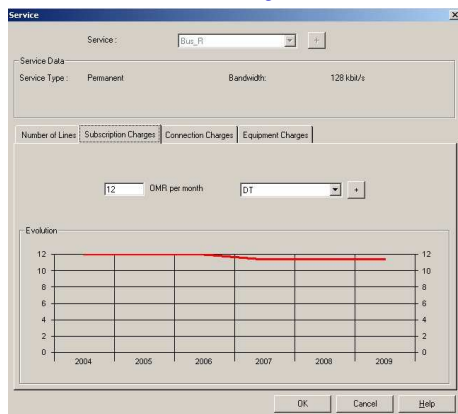 Service
Service : Bus_R +
Service Data
Service Type : Permanent Bandwidth: 128 kbit/s
Number of Lines Subscription Charges Connection Charges Equipment Charges
12 OMR per month DT +
Evolution
12 12
10 10
8 8
6 6
4 4
2 2
0 0
2004 2005 2006 2007 2008 2009
OK Cancel Help